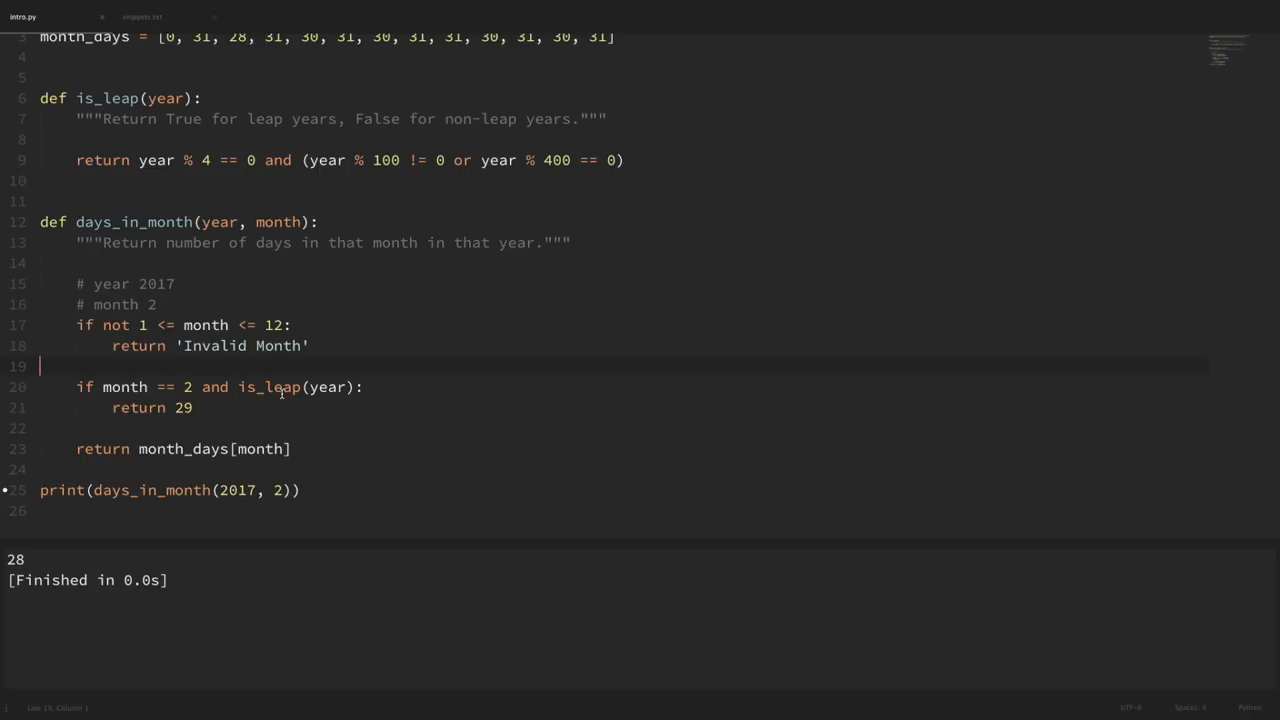 intro.py
snippets.txt
3 month_days = [0, 31, 28, 31, 30, 31, 30, 31, 31, 30, 31, 30, 31]
4
5
6 def is_leap(year):
7 """Return True for leap years, False for non-leap years."""
8
9 return year % 4 == 0 and (year % 100 != 0 or year % 400 == 0)
10
11
12 def days_in_month(year, month):
13 """Return number of days in that month in that year."""
14
15 # year 2017
16 # month 2
17 if not 1 <= month <= 12:
18 return 'Invalid Month'
19
20 if month == 2 and is_leap(year):
21 return 29
22
23 return month_days[month]
24
25 print(days_in_month(2017, 2))
26
28
[Finished in 0.0s]
Line 19, Column 1
UTF-8
Spaces: 4
Python